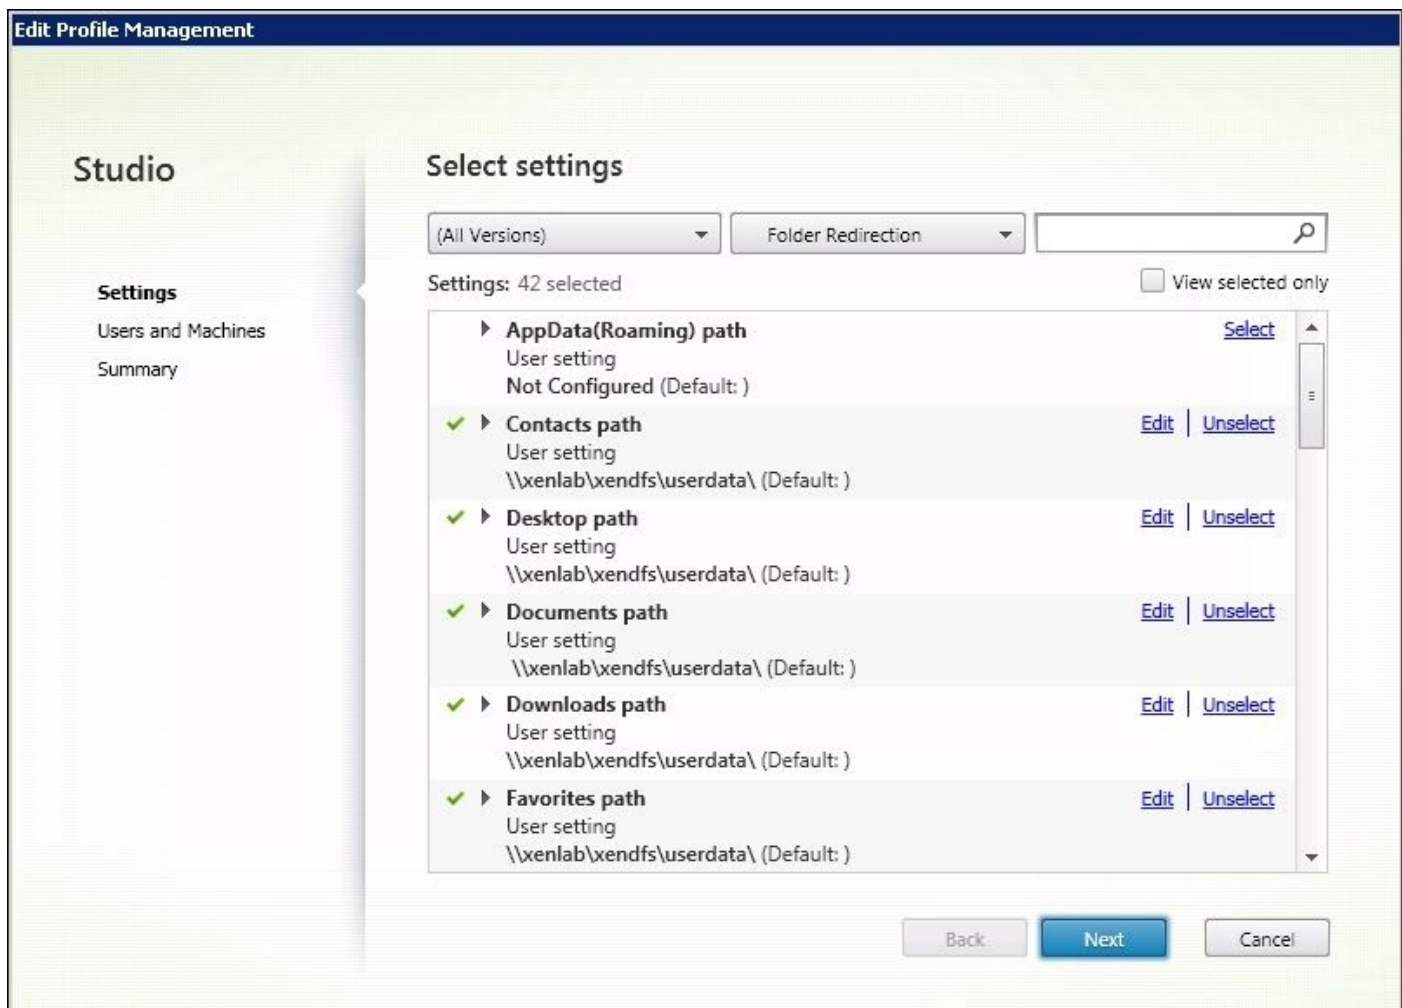 Edit Profile Management
Studio
Settings
Users and Machines
Summary
Select settings
(All Versions)
Folder Redirection
Settings: 42 selected
View selected only
AppData(Roaming) path
Select
User setting
Not Configured (Default: )
Contacts path
Edit | Unselect
User setting
\\xenlab\xendfs\userdata\ (Default: )
Desktop path
Edit | Unselect
User setting
\\xenlab\xendfs\userdata\ (Default: )
Documents path
Edit | Unselect
User setting
\\xenlab\xendfs\userdata\ (Default: )
Downloads path
Edit | Unselect
User setting
\\xenlab\xendfs\userdata\ (Default: )
Favorites path
Edit | Unselect
User setting
\\xenlab\xendfs\userdata\ (Default: )
Back
Next
Cancel